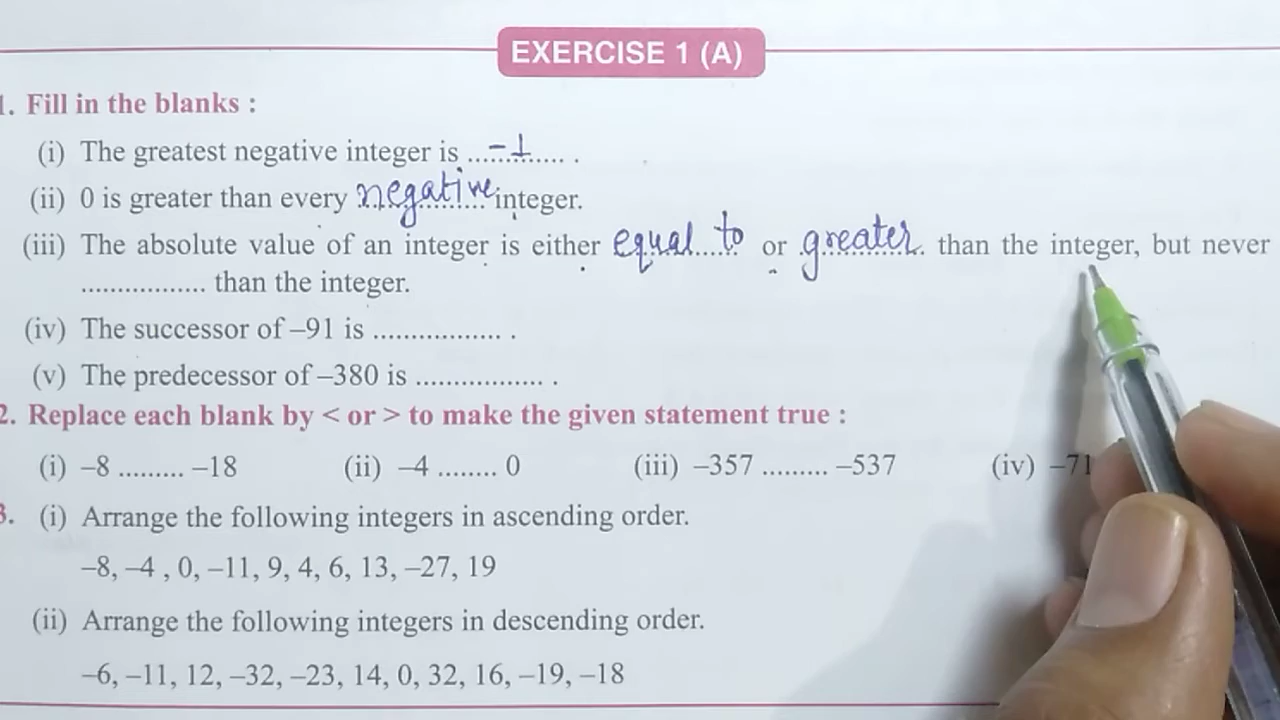 EXERCISE 1 (A)
1. Fill in the blanks :
(i) The greatest negative integer is ...–1....... .
(ii) 0 is greater than every negative integer.
(iii) The absolute value of an integer is either equal to or greater than the integer, but never
................. than the integer.
(iv) The successor of –91 is ................. .
(v) The predecessor of –380 is ................. .
2. Replace each blank by < or > to make the given statement true :
(i) –8 ......... –18 (ii) –4 ........ 0 (iii) –357 ......... –537 (iv) –71
3. (i) Arrange the following integers in ascending order.
–8, –4 , 0, –11, 9, 4, 6, 13, –27, 19
(ii) Arrange the following integers in descending order.
–6, –11, 12, –32, –23, 14, 0, 32, 16, –19, –18